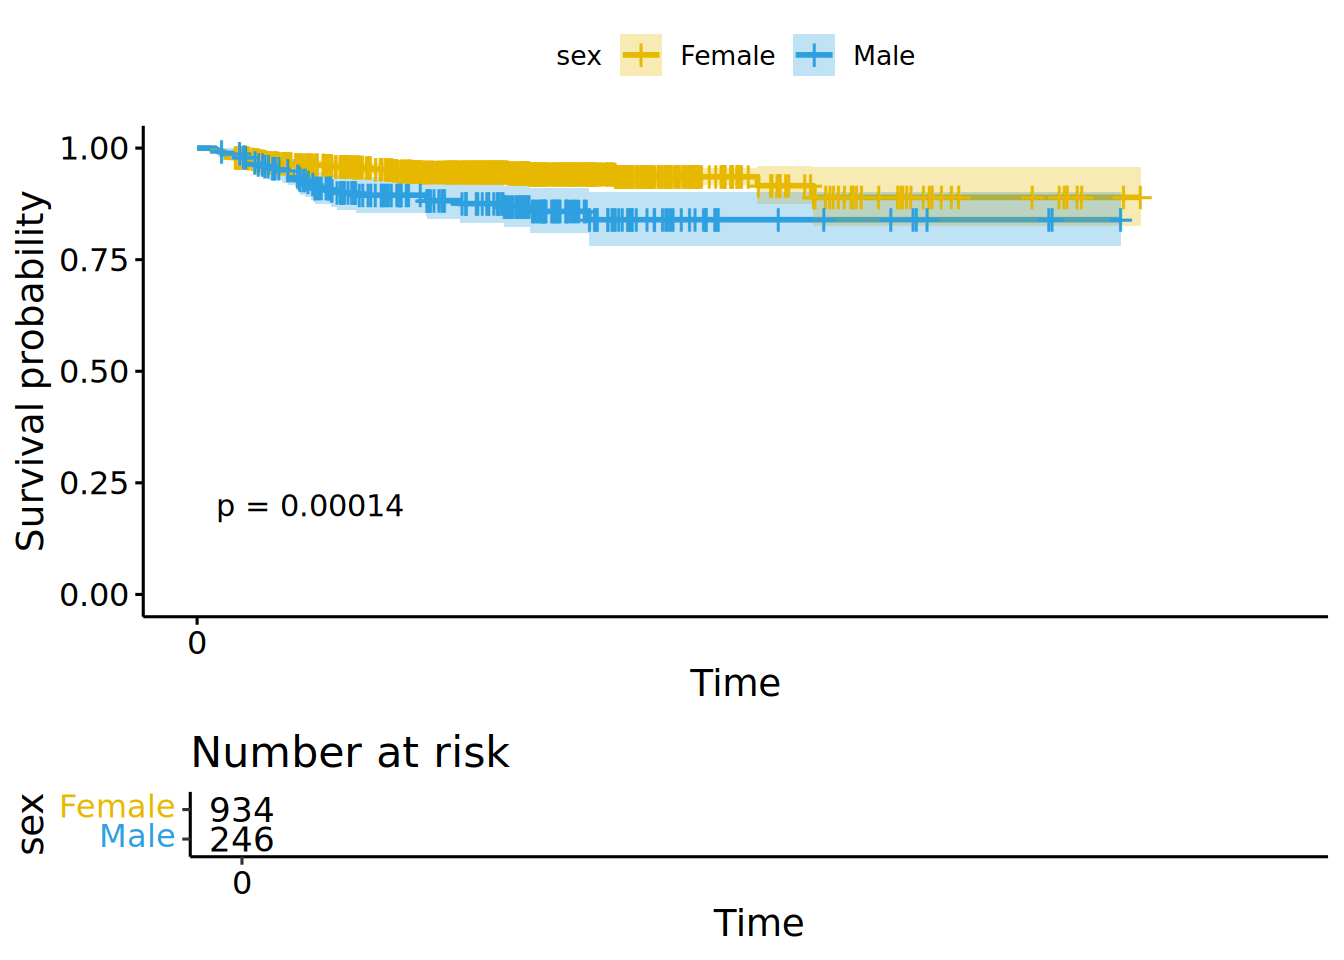 sex Female Male
1.00
0.75
0.50
0.25
0.00
Survival probability
p = 0.00014
0
Time
Number at risk
sex
Female 934
Male 246
0
Time